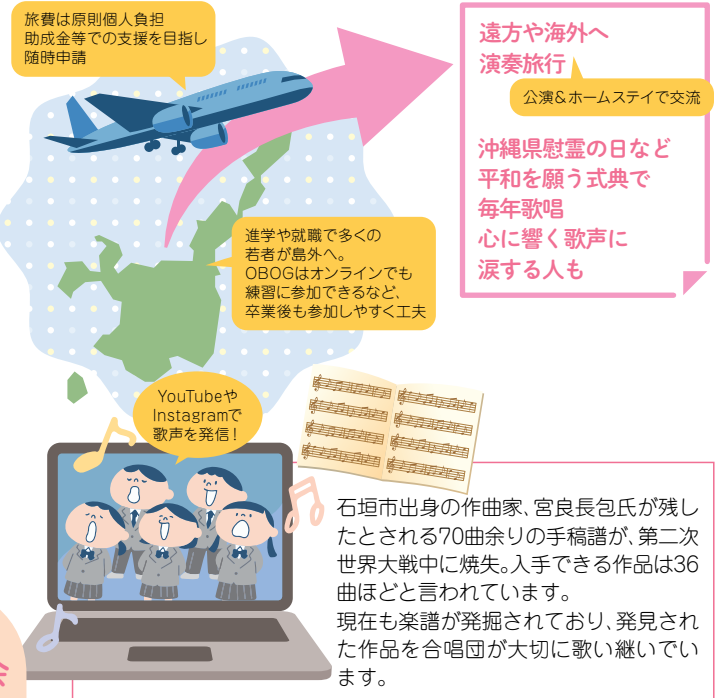 旅費は原則個人負担
助成金等での支援を目指し
随時申請
遠方や海外へ
演奏旅行
公演&ホームステイで交流
沖縄県慰霊の日など
平和を願う式典で
毎年歌唱
心に響く歌声に
涙する人も
進学や就職で多くの
若者が島外へ。
OBOGはオンラインでも
練習に参加できるなど、
卒業後も参加しやすく工夫
YouTubeや
Instagramで
歌声を発信!
石垣市出身の作曲家、宮良長包氏が残し
たとされる70曲余りの手稿譜が、第二次
世界大戦中に焼失。入手できる作品は36
曲ほどと言われています。
現在も楽譜が発掘されており、発見され
た作品を合唱団が大切に歌い継いでい
ます。